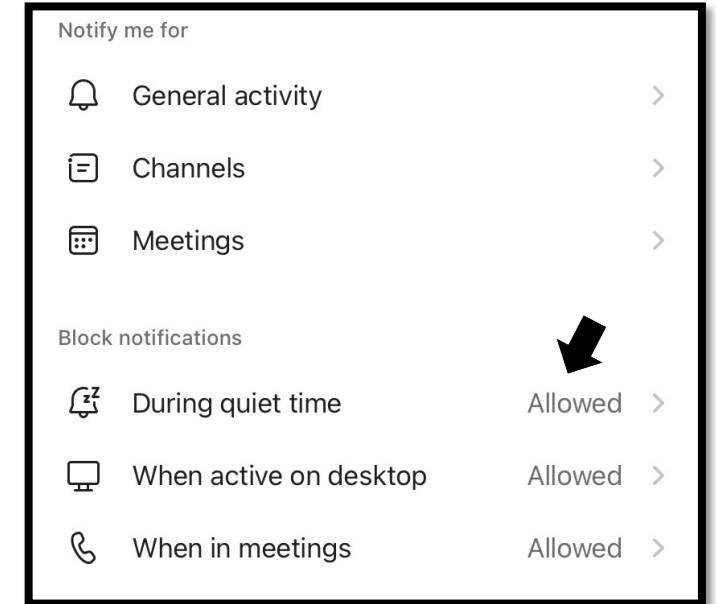 Notify me for
General activity
Channels
Meetings
Block notifications
During quiet time Allowed
When active on desktop Allowed
When in meetings Allowed